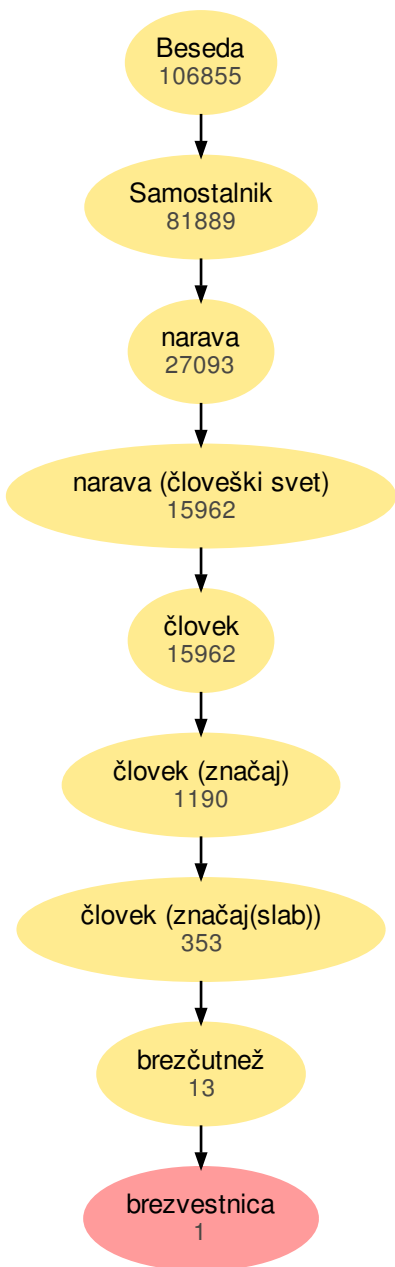 Beseda
106855
Samostalnik
81889
narava
27093
narava (človeški svet)
15962
človek
15962
človek (značaj)
1190
človek (značaj(slab))
353
brezčutnež
13
brezvestnica
1